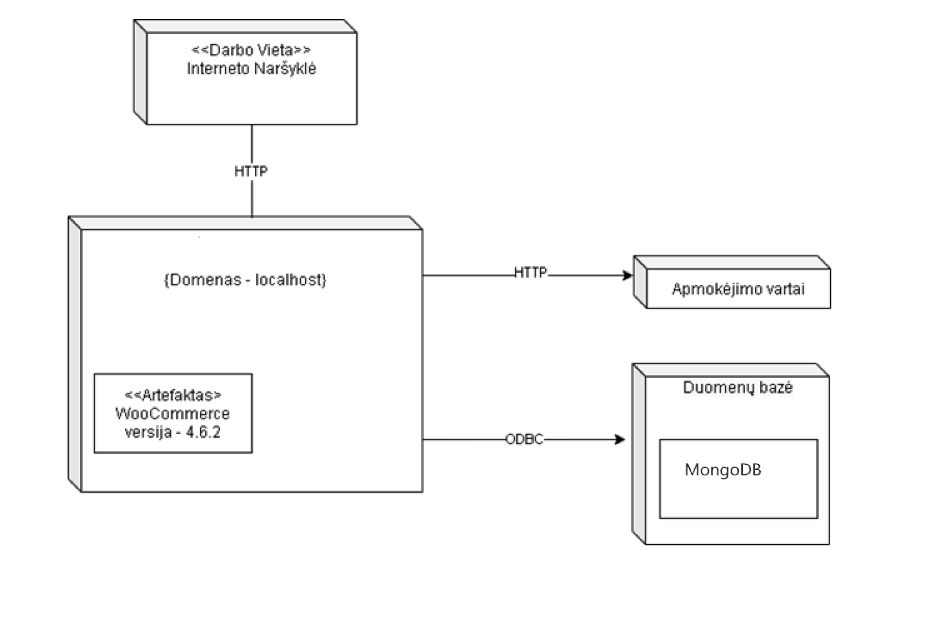 <<Darbo Vieta>>
Interneto Naršyklė
HTTP
{Domenas - localhost}
HTTP
Apmokėjimo vartai
<<Artefaktas>
WooCommerce
versija - 4.6.2
ODBC
Duomenų bazė
MongoDB